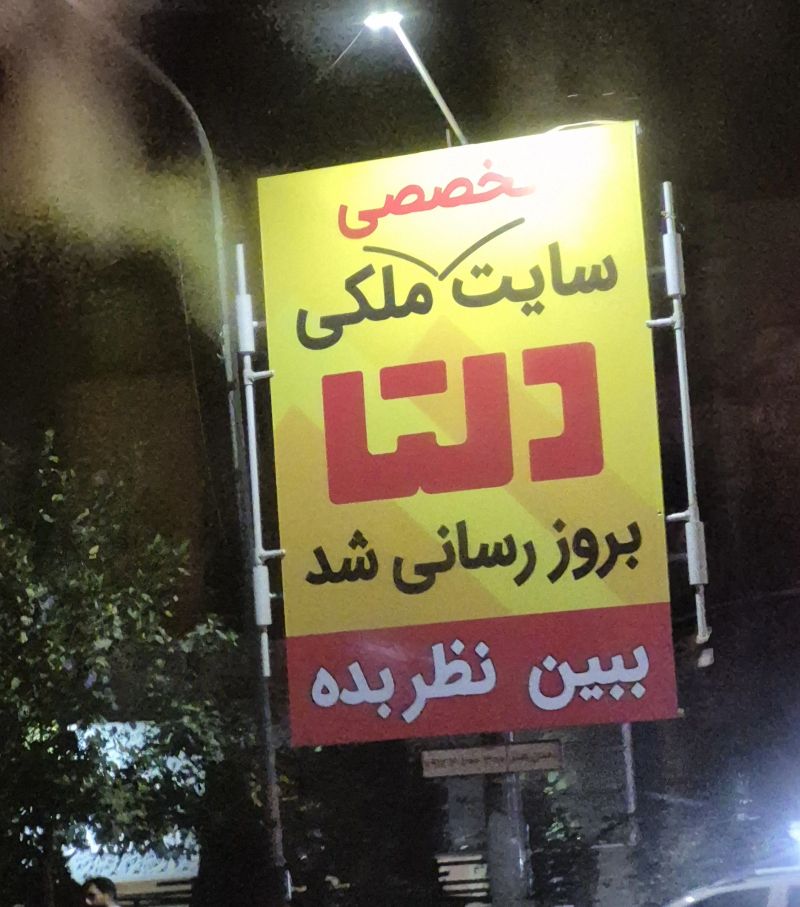 تخصصی
سایت ملکی
دلتا
بروز رسانی شد
ببین نظر بده